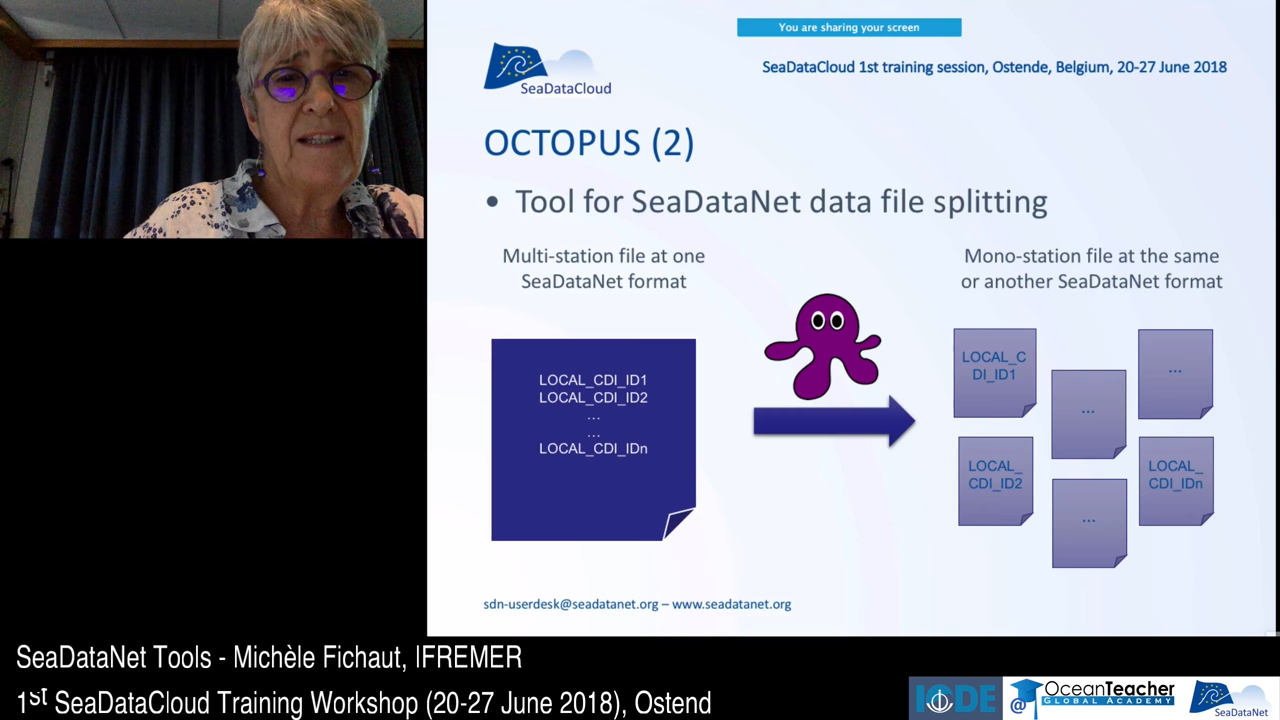 You are sharing your screen
SeaDataCloud
SeaDataCloud 1st training session, Ostende, Belgium, 20-27 June 2018
OCTOPUS (2)
• Tool for SeaDataNet data file splitting
Multi-station file at one
SeaDataNet format
Mono-station file at the same
or another SeaDataNet format
LOCAL_CDI_ID1
LOCAL_CDI_ID2
...
...
LOCAL_CDI_IDn
LOCAL_C
DI_ID1
...
...
LOCAL_
CDI_ID2
LOCAL_
CDI_IDn
...
sdn-userdesk@seadatanet.org – www.seadatanet.org
SeaDataNet Tools - Michèle Fichaut, IFREMER
1st SeaDataCloud Training Workshop (20-27 June 2018), Ostend
IODE
@
OceanTeacher
GLOBAL ACADEMY
SeaDataNet